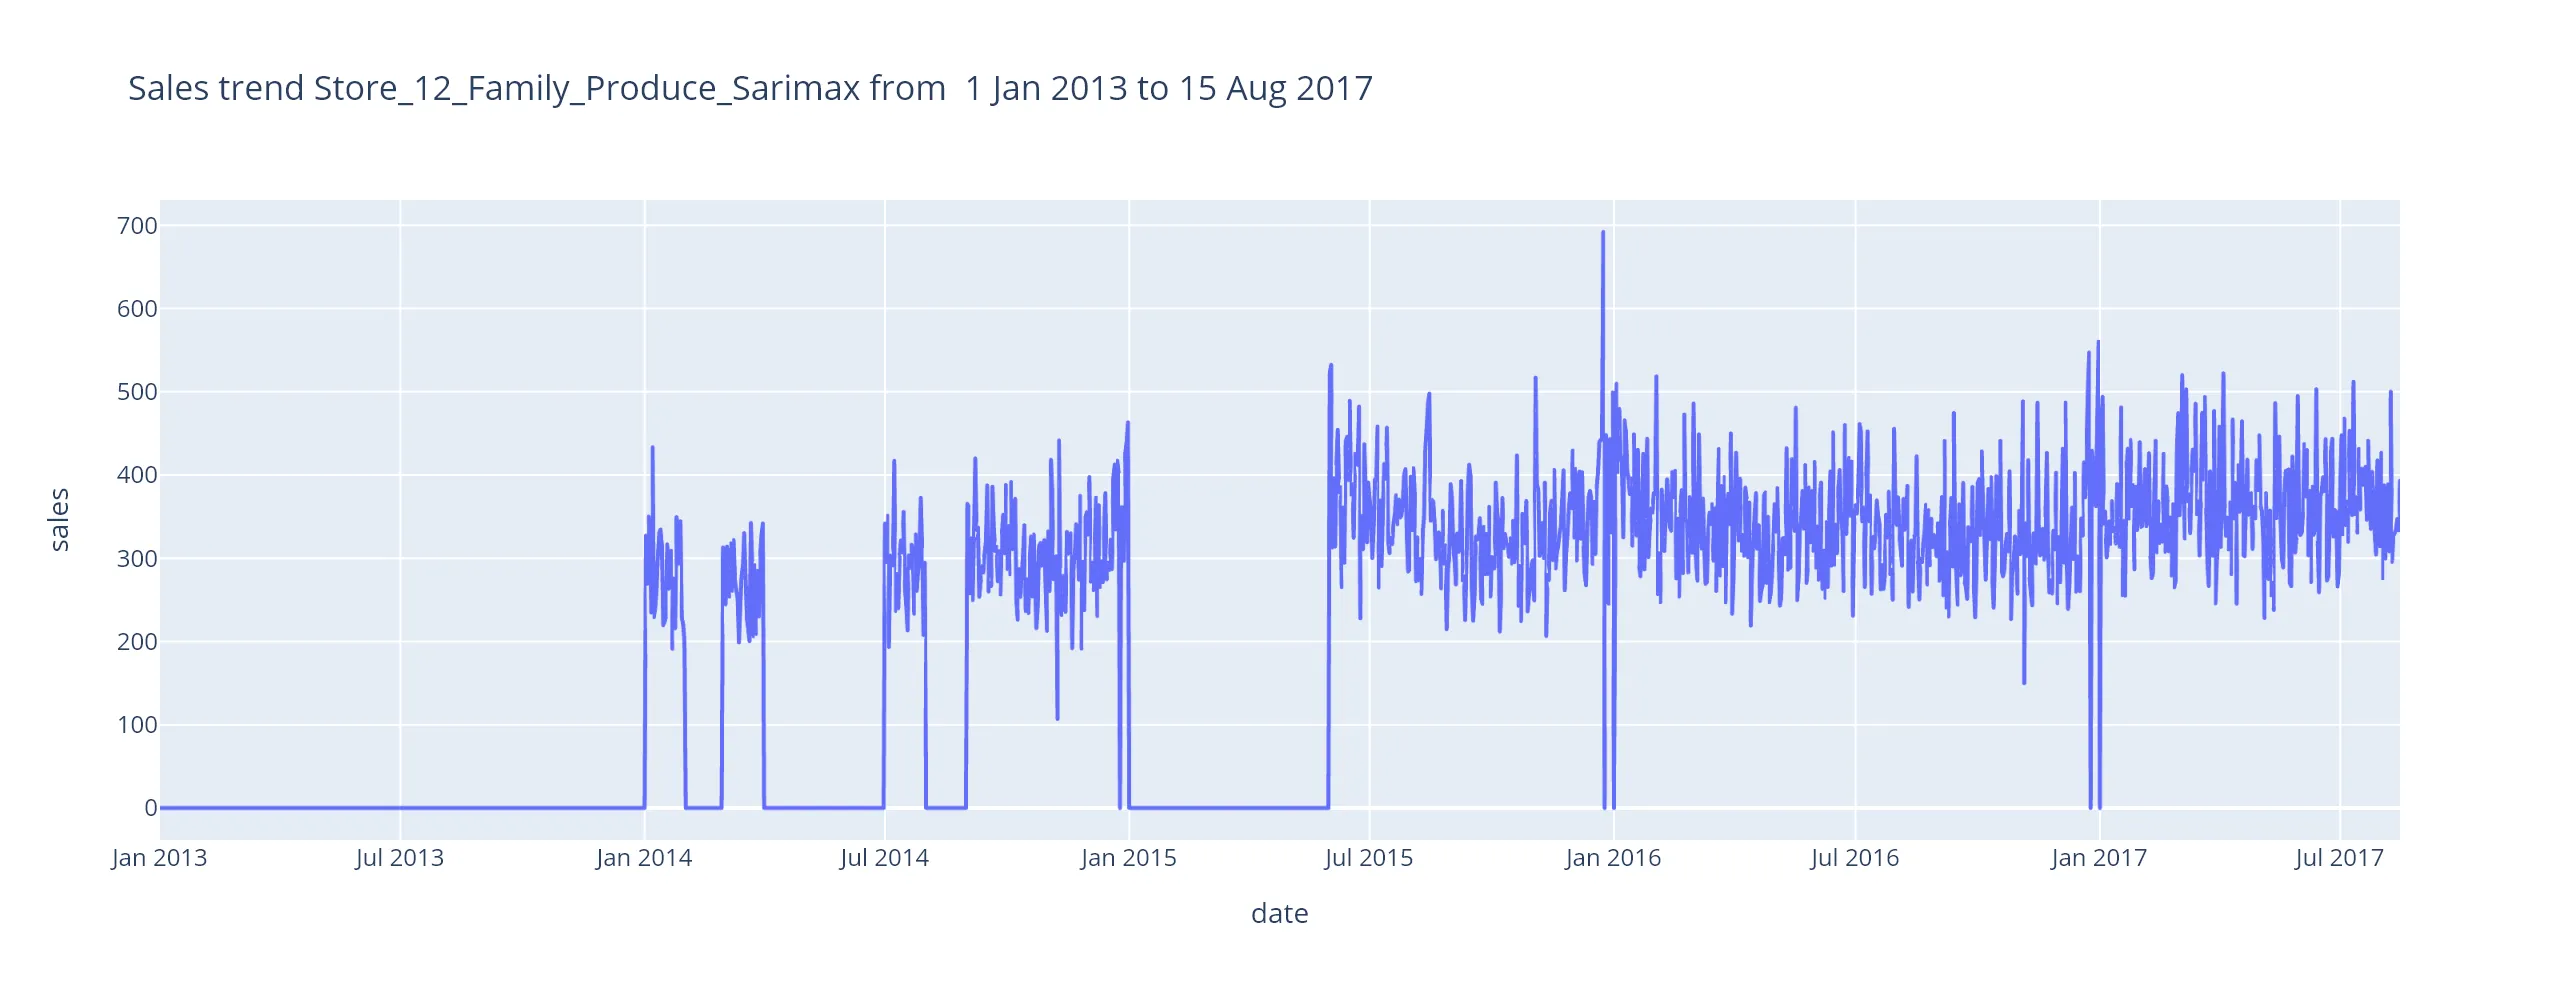 Sales trend Store_12_Family_Produce_Sarimax from  1 Jan 2013 to 15 Aug 2017
700
600
500
400
300
200
100
0
sales
Jan 2013
Jul 2013
Jan 2014
Jul 2014
Jan 2015
Jul 2015
Jan 2016
Jul 2016
Jan 2017
Jul 2017
date